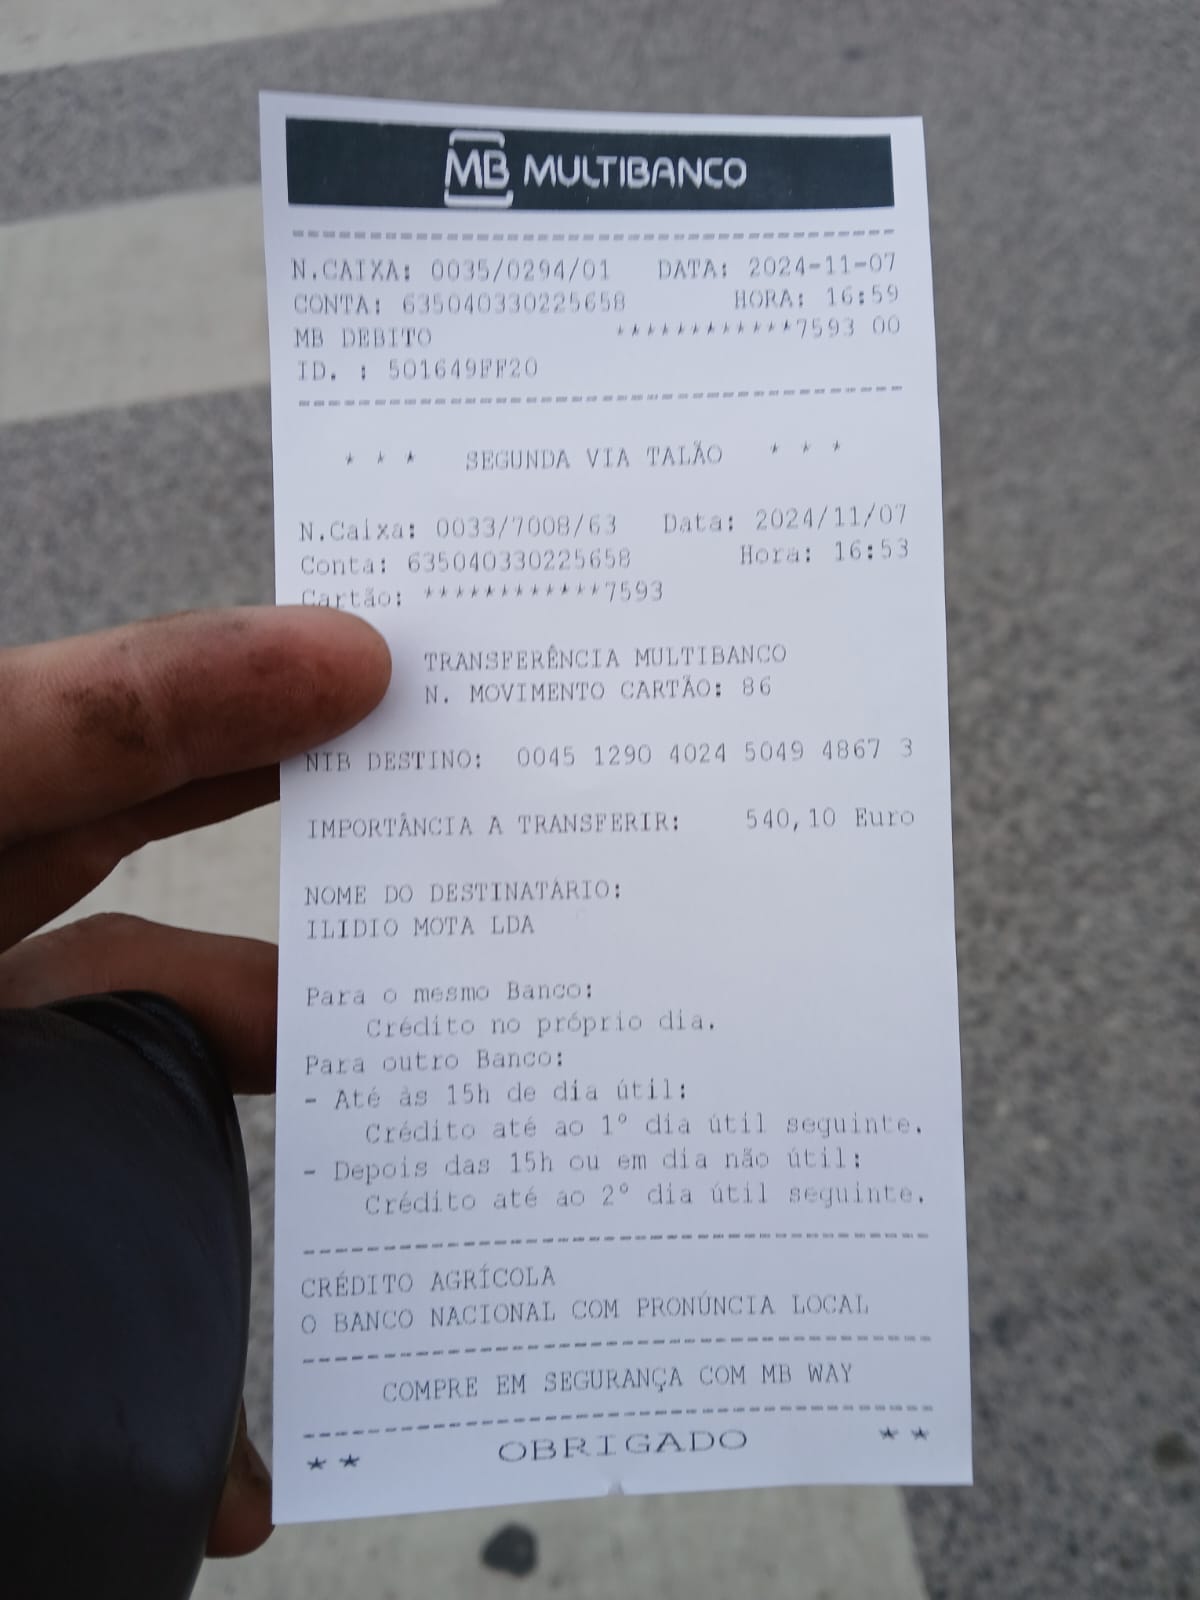 MB MULTIBANCO
N.CAIXA: 0035/0294/01 DATA: 2024-11-07
CONTA: 635040330225658 HORA: 16:59
MB DEBITO ************7593 00
ID. : 501649FF20
* * * SEGUNDA VIA TALÃO * * *
N.Caixa: 0033/7008/63 Data: 2024/11/07
Conta: 635040330225658 Hora: 16:53
Cartão: ************7593
TRANSFERÊNCIA MULTIBANCO
N. MOVIMENTO CARTÃO: 86
NIB DESTINO: 0045 1290 4024 5049 4867 3
IMPORTÂNCIA A TRANSFERIR: 540,10 Euro
NOME DO DESTINATÁRIO:
ILIDIO MOTA LDA
Para o mesmo Banco:
Crédito no próprio dia.
Para outro Banco:
- Até às 15h de dia útil:
Crédito até ao 1º dia útil seguinte.
- Depois das 15h ou em dia não útil:
Crédito até ao 2º dia útil seguinte.
CRÉDITO AGRÍCOLA
O BANCO NACIONAL COM PRONÚNCIA LOCAL
COMPRE EM SEGURANÇA COM MB WAY
** OBRIGADO **